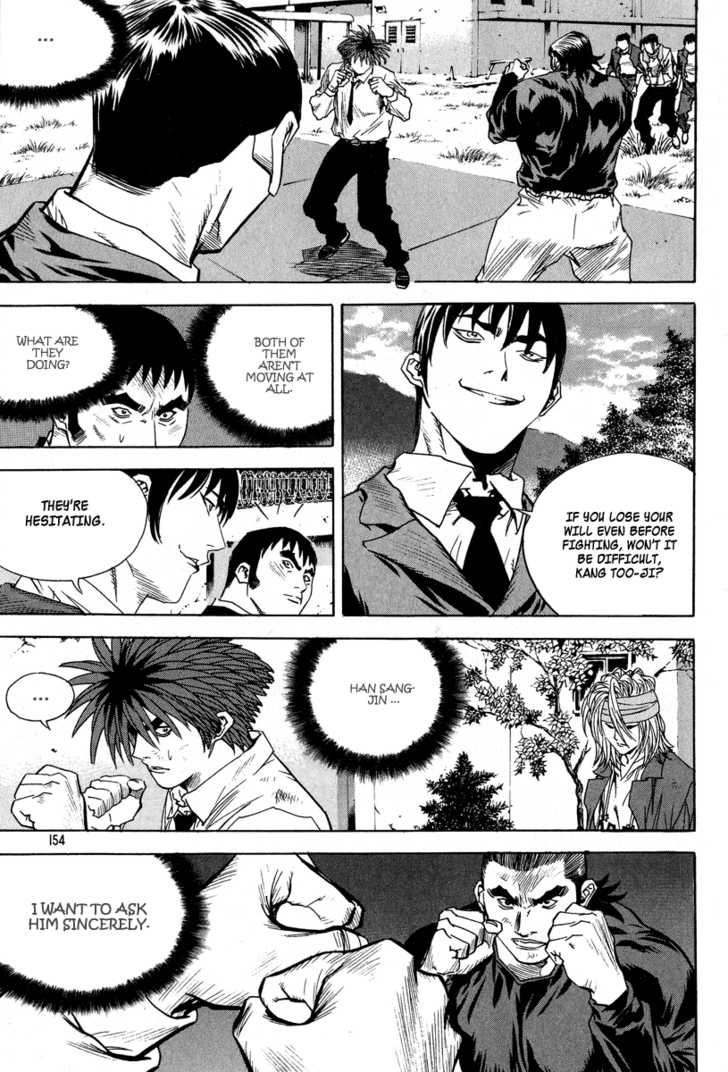 ...
WHAT ARE
THEY
DOING?
BOTH OF
THEM
AREN'T
MOVING AT
ALL.
THEY'RE
HESITATING.
IF YOU LOSE YOUR
WILL EVEN BEFORE
FIGHTING, WON'T IT
BE DIFFICULT,
KANG TOO-JI?
...
HAN SANG-
JIN ...
154
I WANT TO ASK
HIM SINCERELY.